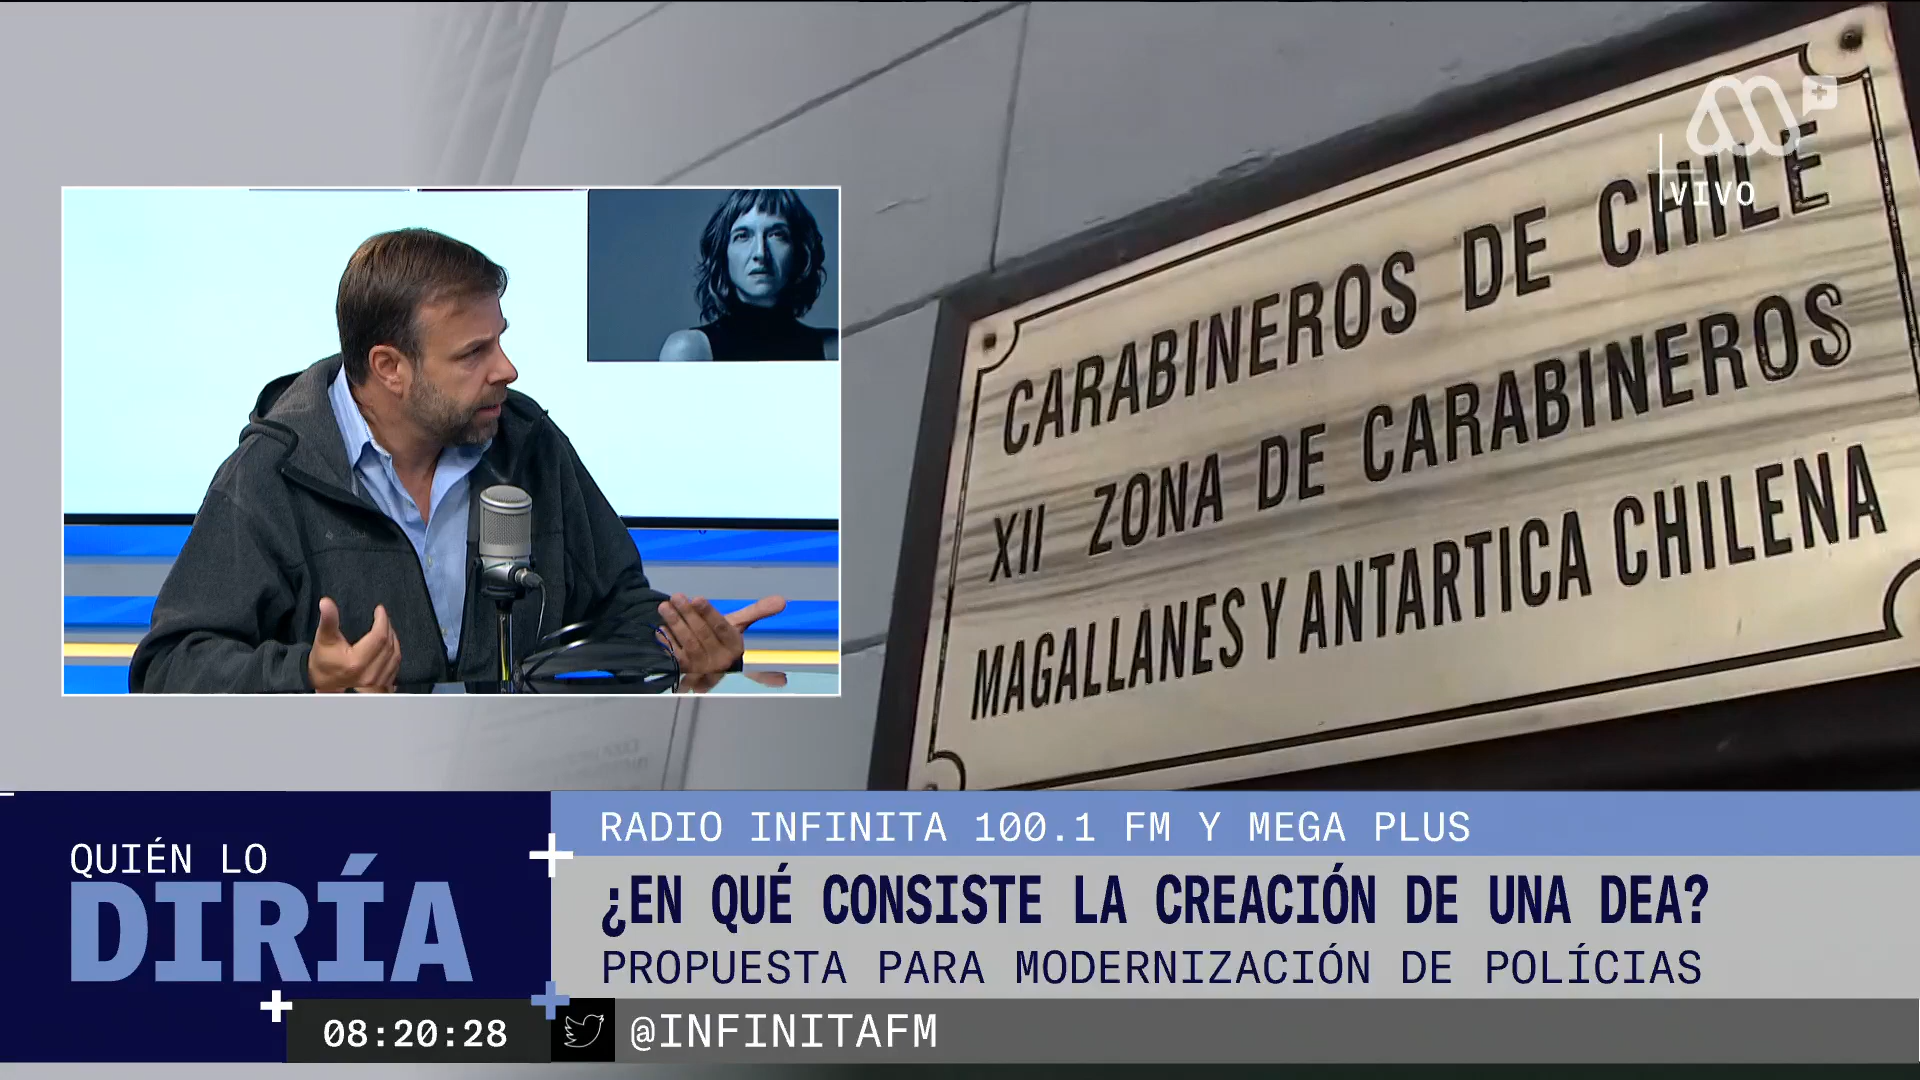 VIVO
CARABINEROS DE CHILE
XII ZONA DE CARABINEROS
MAGALLANES Y ANTARTICA CHILENA
RADIO INFINITA 100.1 FM Y MEGA PLUS
QUIÉN LO
DIRÍA
¿EN QUÉ CONSISTE LA CREACIÓN DE UNA DEA?
PROPUESTA PARA MODERNIZACIÓN DE POLÍCIAS
08:20:28
@INFINITAFM